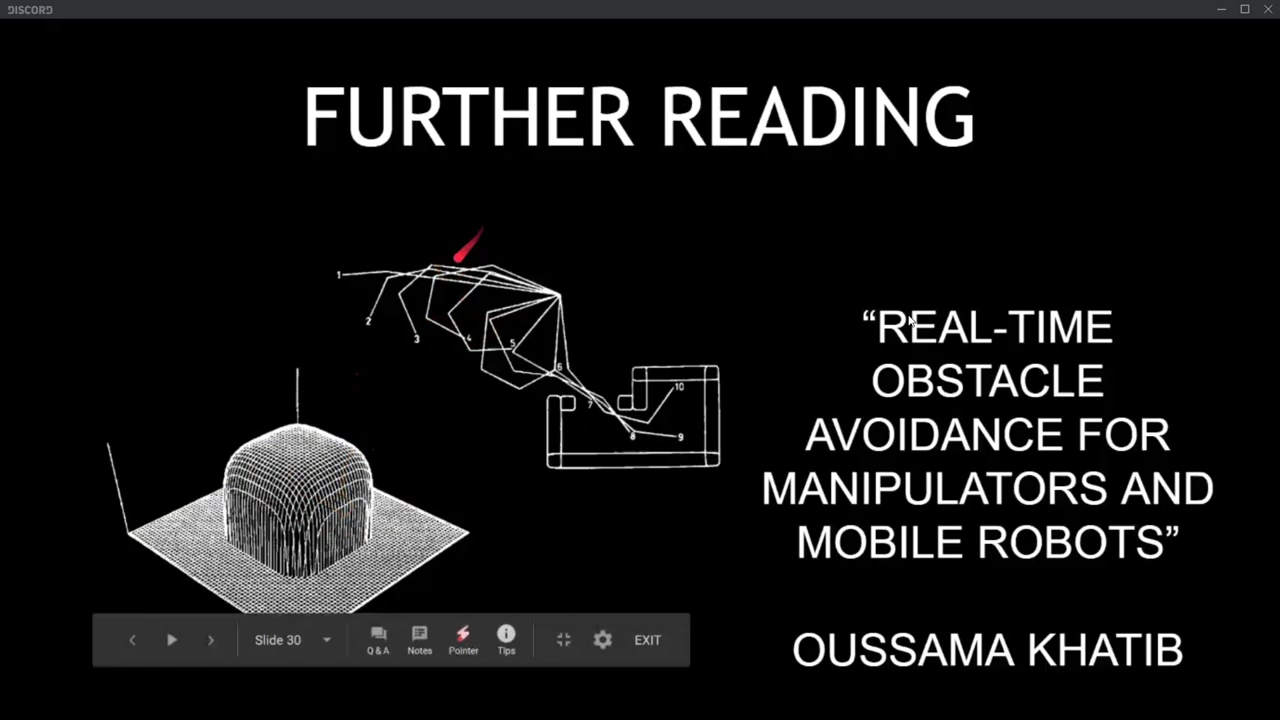 DISCORD
FURTHER READING
1
2
3
4
5
6
7
8
9
10
“REAL-TIME
OBSTACLE
AVOIDANCE FOR
MANIPULATORS AND
MOBILE ROBOTS”
OUSSAMA KHATIB
Slide 30
Q&A
Notes
Pointer
Tips
EXIT